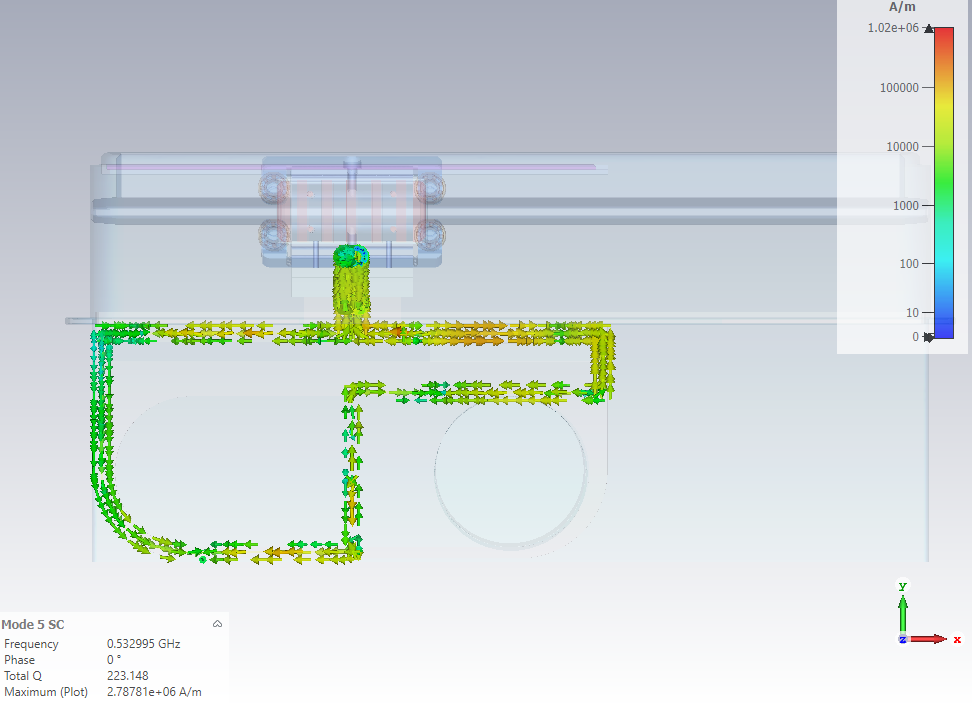 A/m
1.02e+06
100000
10000
1000
100
10
0
y
z
x
Mode 5 SC
Frequency 0.532995 GHz
Phase 0 °
Total Q 223.148
Maximum (Plot) 2.78781e+06 A/m